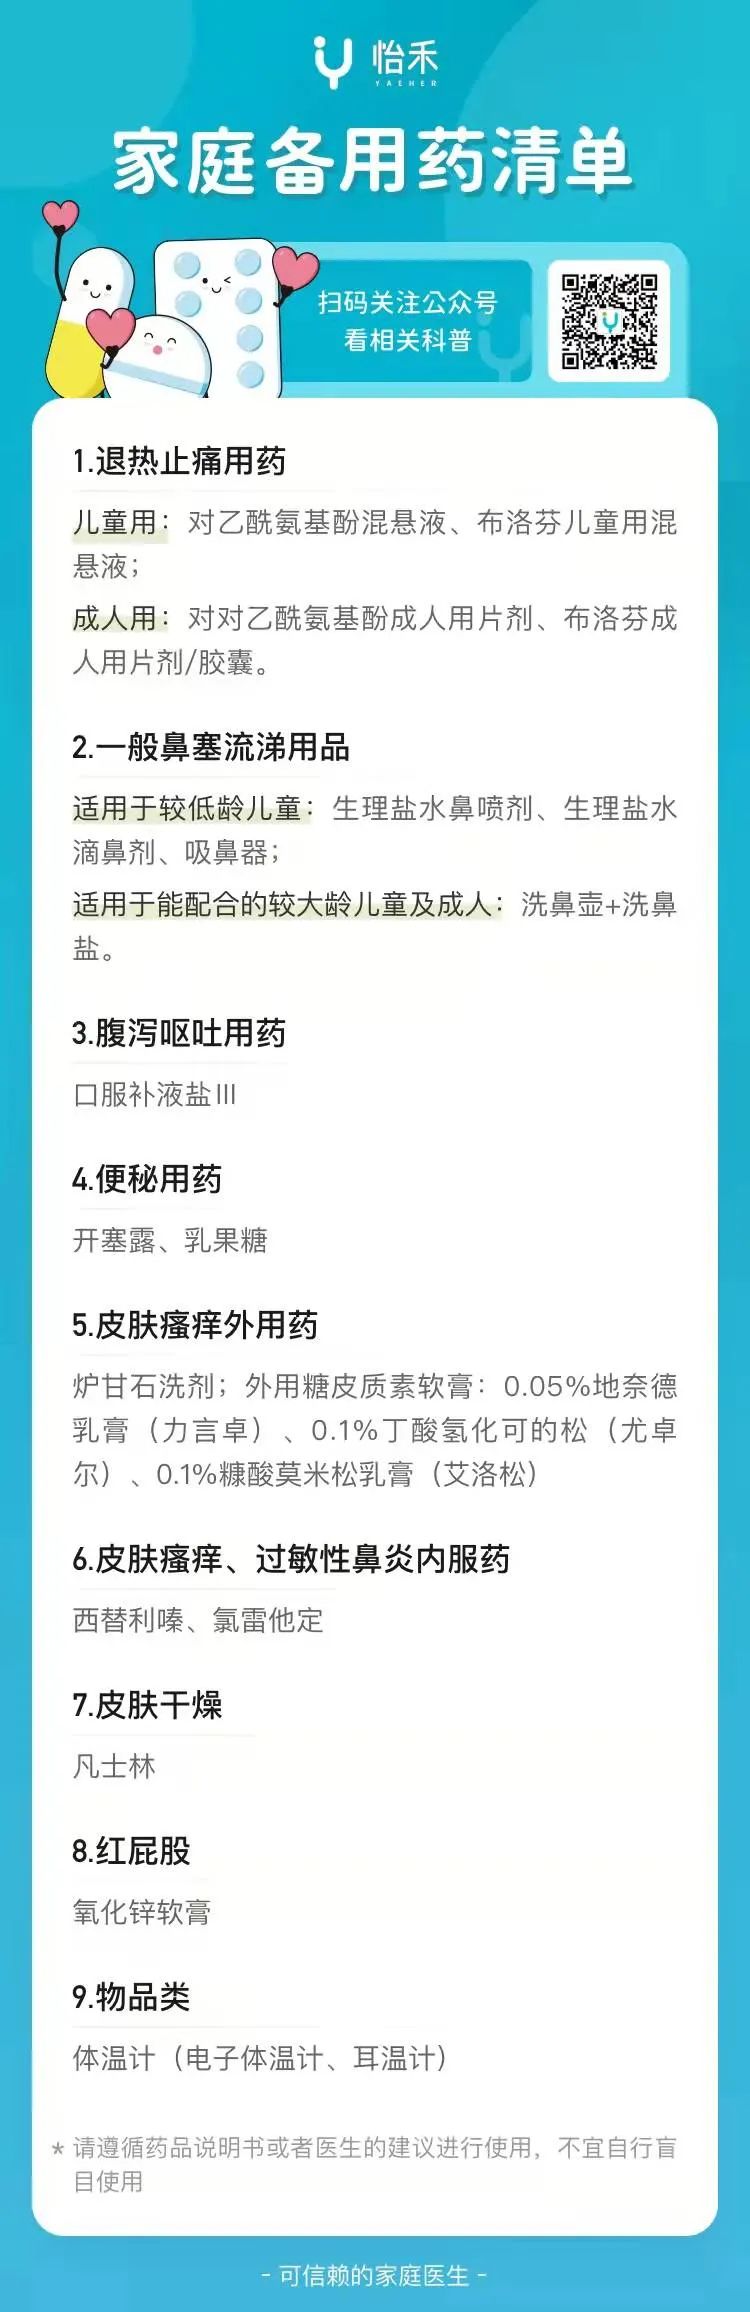 怡禾
YAEHER
家庭备用药清单
扫码关注公众号
看相关科普
1.退热止痛用药
儿童用：对乙酰氨基酚混悬液、布洛芬儿童用混
悬液；
成人用：对对乙酰氨基酚成人用片剂、布洛芬成
人用片剂/胶囊。
2.一般鼻塞流涕用品
适用于较低龄儿童：生理盐水鼻喷剂、生理盐水
滴鼻剂、吸鼻器；
适用于能配合的较大龄儿童及成人：洗鼻壶+洗鼻
盐。
3.腹泻呕吐用药
口服补液盐III
4.便秘用药
开塞露、乳果糖
5.皮肤瘙痒外用药
炉甘石洗剂；外用糖皮质素软膏：0.05%地奈德
乳膏（力言卓）、0.1%丁酸氢化可的松（尤卓
尔）、0.1%糠酸莫米松乳膏（艾洛松）
6.皮肤瘙痒、过敏性鼻炎内服药
西替利嗪、氯雷他定
7.皮肤干燥
凡士林
8.红屁股
氧化锌软膏
9.物品类
体温计（电子体温计、耳温计）
* 请遵循药品说明书或者医生的建议进行使用，不宜自行盲
目使用
- 可信赖的家庭医生 -